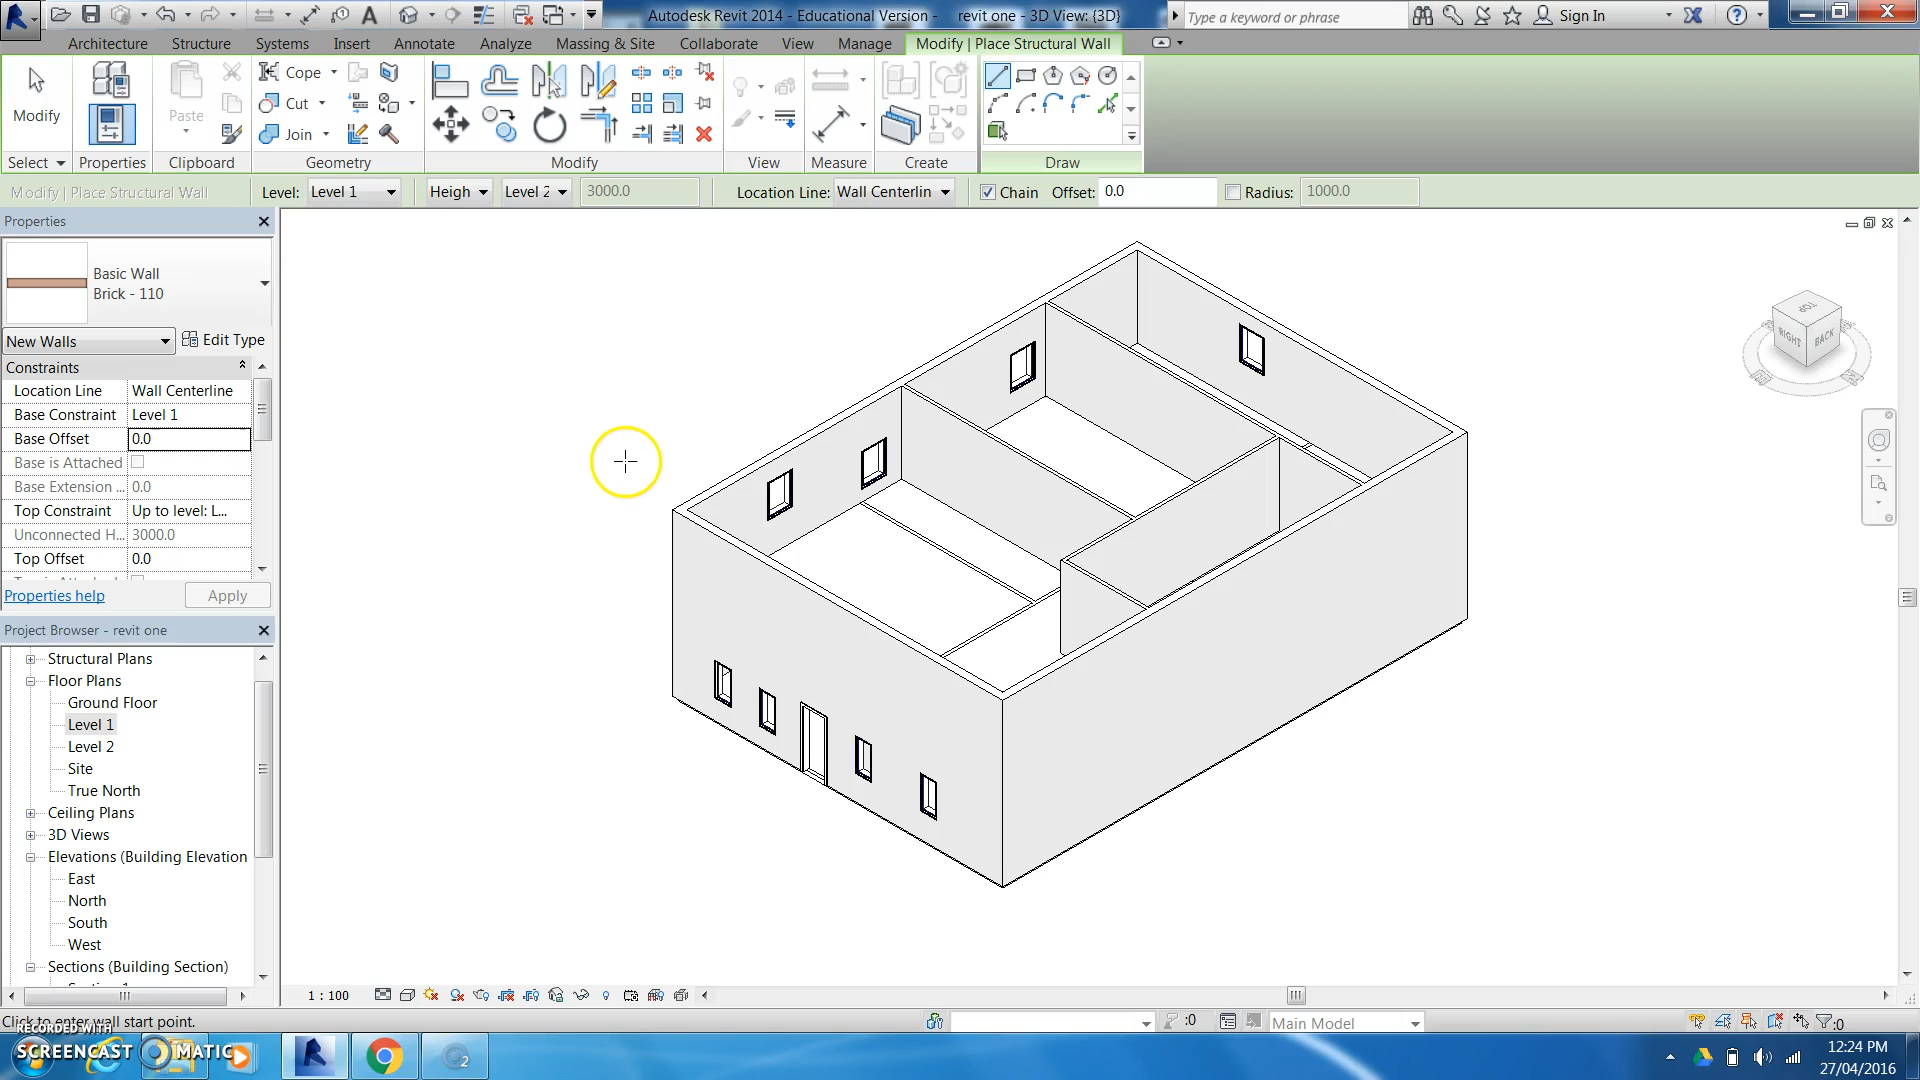 Autodesk Revit 2014 - Educational Version - revit one - 3D View: {3D}
Type a keyword or phrase
Sign In
Architecture Structure Systems Insert Annotate Analyze Massing & Site Collaborate View Manage Modify | Place Structural Wall
Modify
Paste
Cope
Cut
Join
Select Properties Clipboard Geometry Modify View Measure Create Draw
Modify | Place Structural Wall Level: Level 1 Heigh Level 2 3000.0 Location Line: Wall Centerlin Chain Offset: 0.0 Radius: 1000.0
Properties
Basic Wall
Brick - 110
New Walls Edit Type
Constraints
Location Line Wall Centerline
Base Constraint Level 1
Base Offset 0.0
Base is Attached
Base Extension ... 0.0
Top Constraint Up to level: L...
Unconnected H... 3000.0
Top Offset 0.0
Properties help Apply
Project Browser - revit one
Structural Plans
Floor Plans
Ground Floor
Level 1
Level 2
Site
True North
Ceiling Plans
3D Views
Elevations (Building Elevation
East
North
South
West
Sections (Building Section)
TOP
RIGHT
BACK
1 : 100
Click to enter wall start point.
:0
Main Model
:0
RECORDED WITH
SCREENCAST MATIC
12:24 PM
27/04/2016